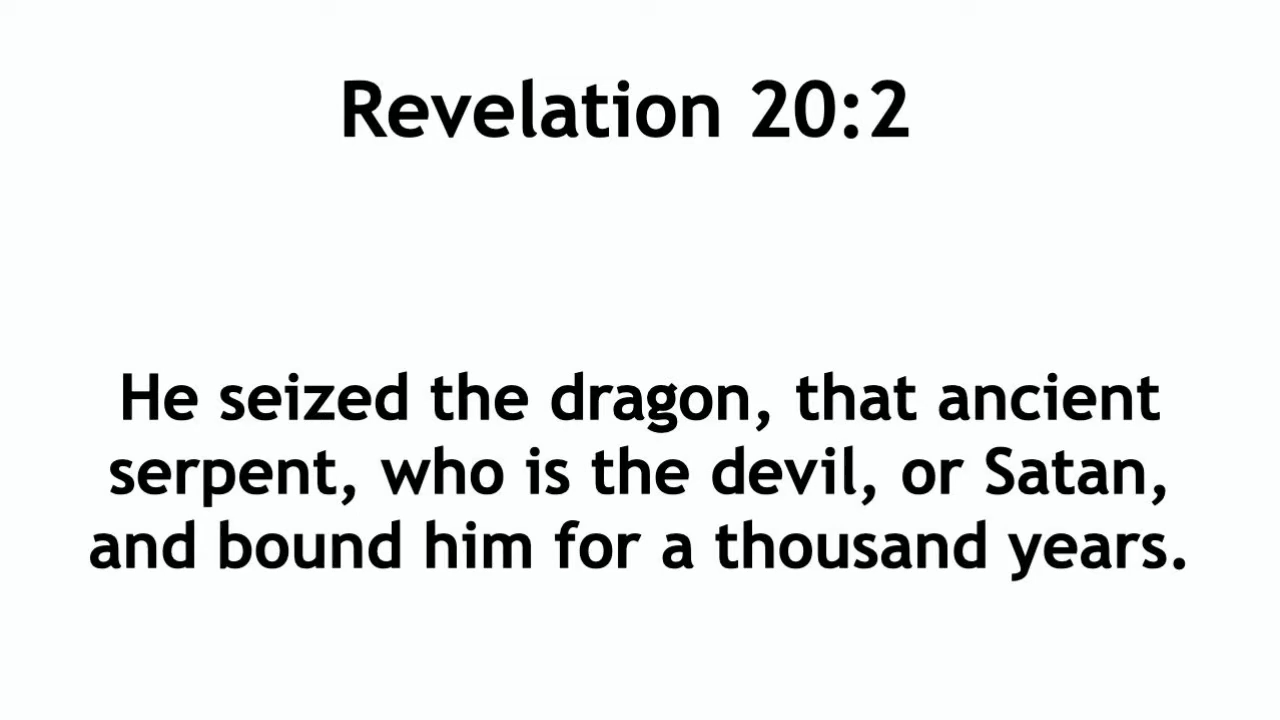 Revelation 20:2
He seized the dragon, that ancient
serpent, who is the devil, or Satan,
and bound him for a thousand years.